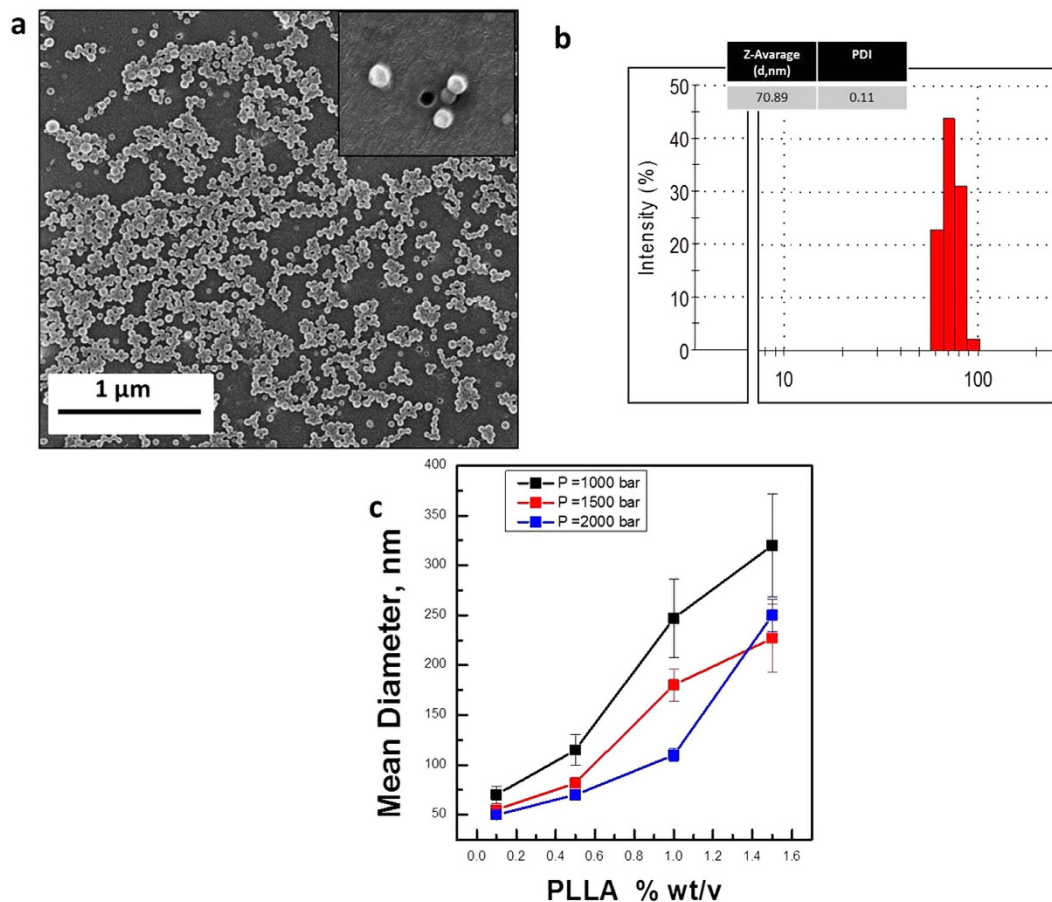 a
1 µm
b
Z-Avarage
(d,nm)
PDI
70.89
0.11
Intensity (%)
50
40
30
20
10
0
10
100
c
P =1000 bar
P =1500 bar
P =2000 bar
Mean Diameter, nm
400
350
300
250
200
150
100
50
0.0 0.2 0.4 0.6 0.8 1.0 1.2 1.4 1.6
PLLA % wt/v